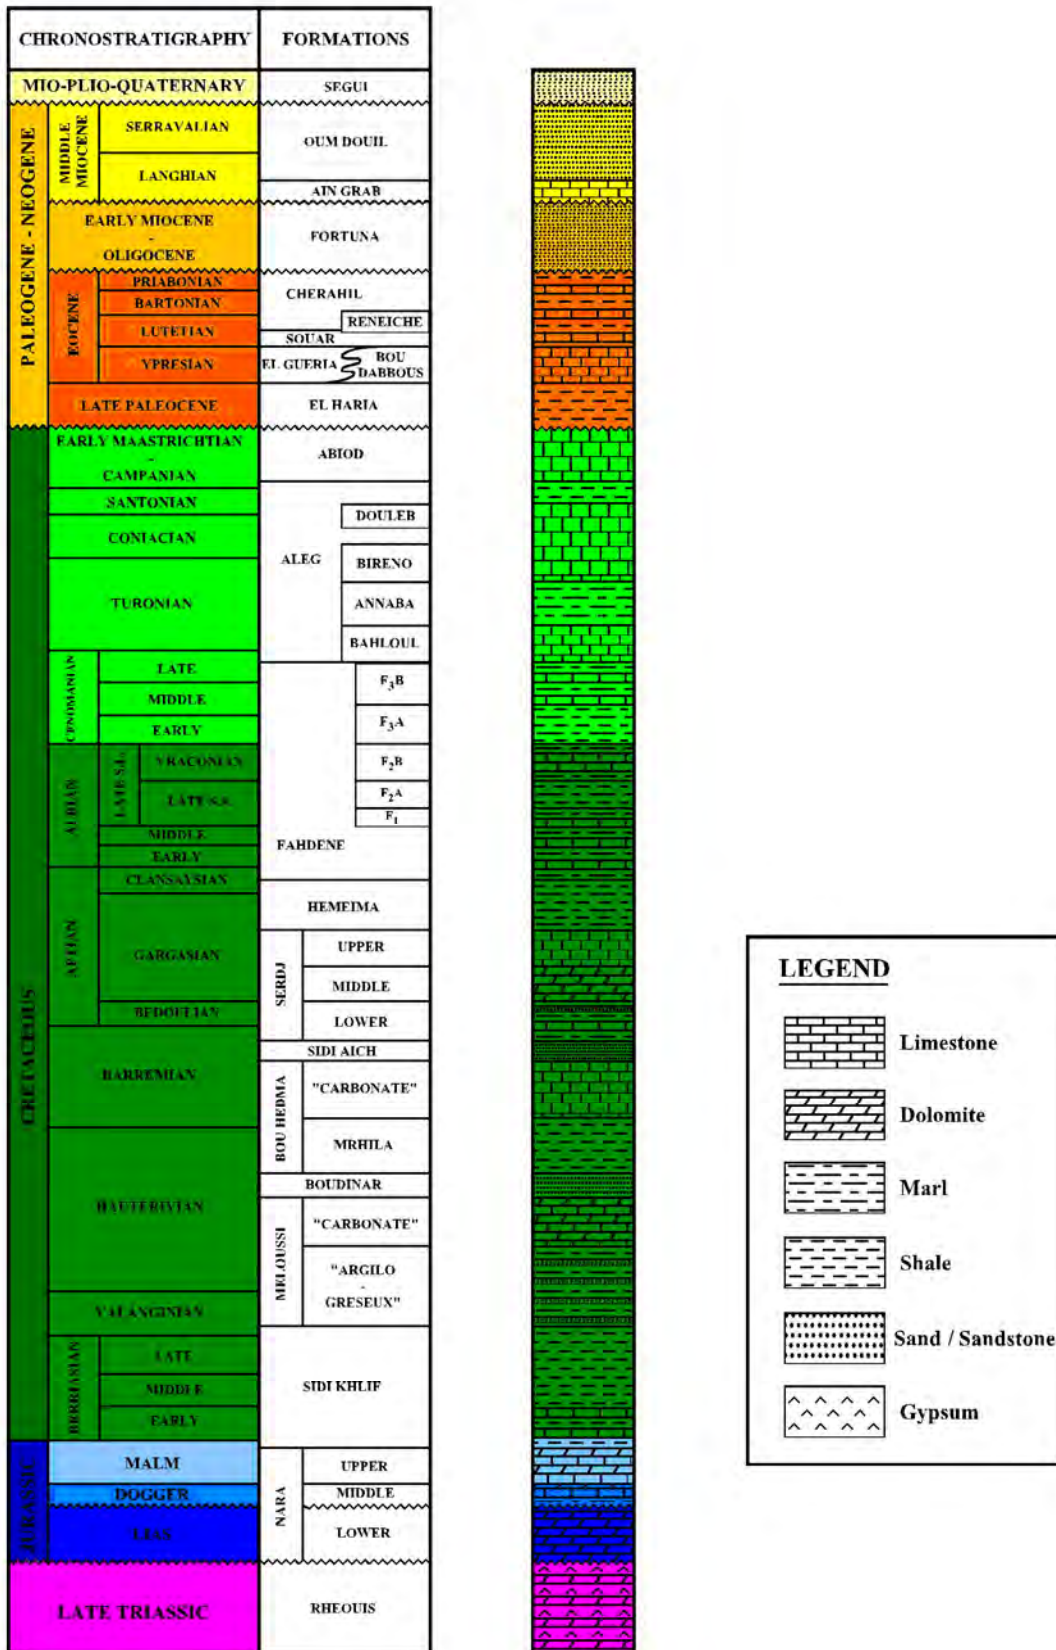 CHRONOSTRATIGRAPHY
FORMATIONS
MIO-PLIO-QUATERNARY
SEGUI
PALEOGENE - NEOGENE
MIDDLE
MIOCENE
SERRAVALIAN
LANGHIAN
OUM DOUIL
AIN GRAB
EARLY MIOCENE
-
OLIGOCENE
FORTUNA
EOCENE
PRIABONIAN
BARTONIAN
LUTETIAN
YPRESIAN
CHERAHIL
RENEICHE
SOUAR
EL GUERIA
BOU
DABBOUS
LATE PALEOCENE
EL HARIA
CRETACEOUS
EARLY MAASTRICHTIAN
-
CAMPANIAN
ABIOD
SANTONIAN
CONIACIAN
TURONIAN
ALEG
DOULEB
BIRENO
ANNABA
BAHLOUL
CENOMANIAN
LATE
MIDDLE
EARLY
F3B
F3A
ALBIAN
LATE S.L.
VRACONIAN
LATE S.S.
MIDDLE
EARLY
F2B
F2A
F1
FAHDENE
APTIAN
CLANSAYSIAN
GARGASIAN
BEDOULIAN
HEMEIMA
SERDJ
UPPER
MIDDLE
LOWER
BARREMIAN
SIDI AICH
BOU HEDMA
"CARBONATE"
MRHILA
HAUTERIVIAN
BOUDINAR
MELOUSSI
"CARBONATE"
"ARGILO
-
GRESEUX"
VALANGINIAN
BERRIASIAN
LATE
MIDDLE
EARLY
SIDI KHLIF
JURASSIC
MALM
DOGGER
LIAS
NARA
UPPER
MIDDLE
LOWER
LATE TRIASSIC
RHEOUIS
LEGEND
Limestone
Dolomite
Marl
Shale
Sand / Sandstone
Gypsum